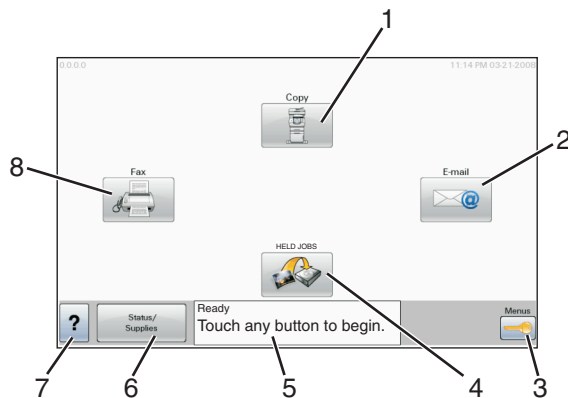 1
0.0.0.0
11:14 PM 03-21-2008
Copy
2
8
Fax
E-mail
@
HELD JOBS
Ready
Touch any button to begin.
?
Status/
Supplies
Menus
7
6
5
4
3